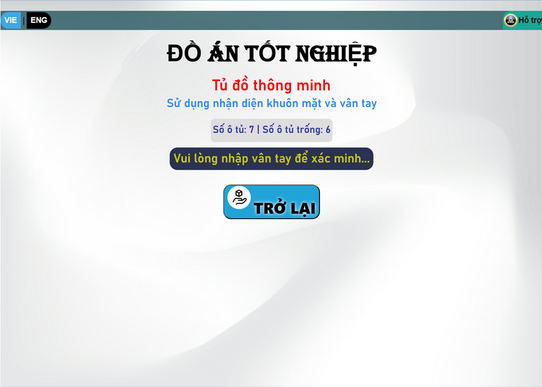 VIE ENG Hỗ trợ
ĐỒ ÁN TỐT NGHIỆP
Tủ đồ thông minh
Sử dụng nhận diện khuôn mặt và vân tay
Số ô tủ: 7 | Số ô tủ trống: 6
Vui lòng nhập vân tay để xác minh...
TRỞ LẠI